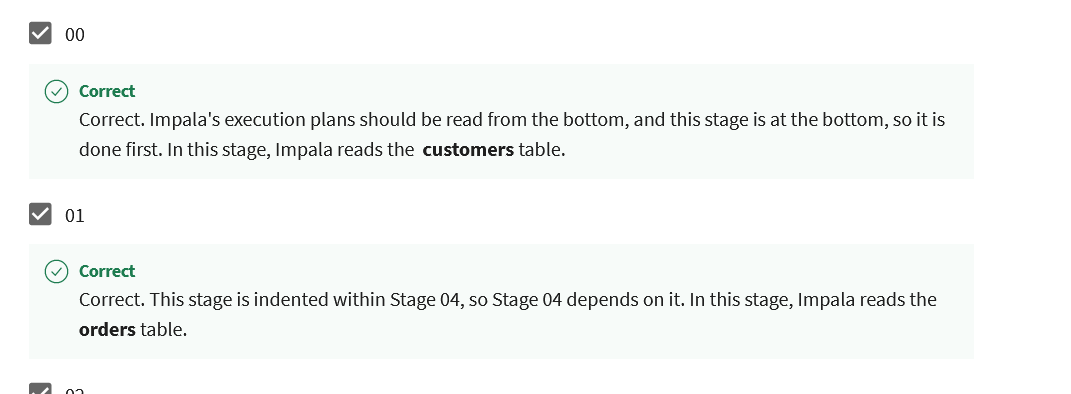 00
Correct
Correct. Impala's execution plans should be read from the bottom, and this stage is at the bottom, so it is
done first. In this stage, Impala reads the customers table.
01
Correct
Correct. This stage is indented within Stage 04, so Stage 04 depends on it. In this stage, Impala reads the
orders table.